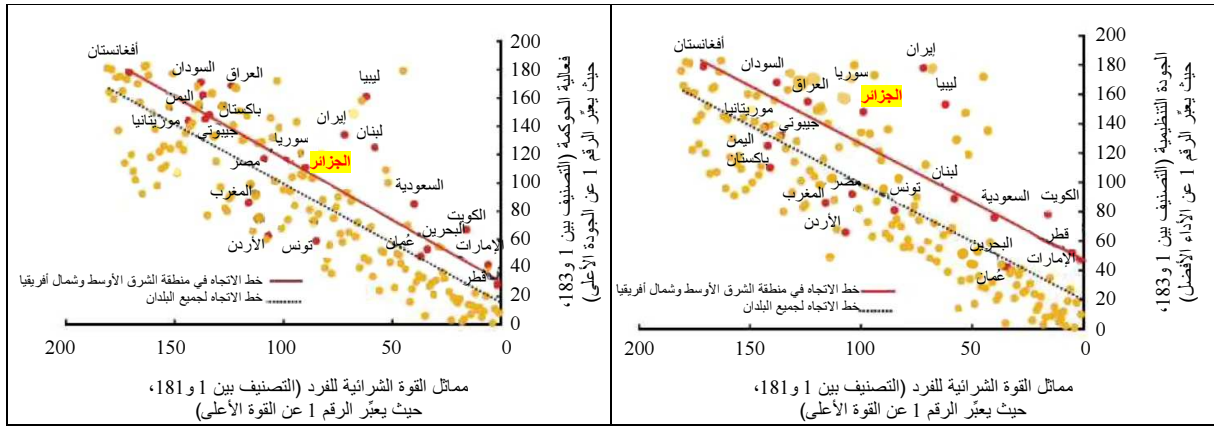 200
180
160
140
120
100
80
60
40
20
0
الجودة التنظيمية (التصنيف بين 1 و183،
حيث يعبِّر الرقم 1 عن الأداء الأفضل)
أفغانستان
السودان
إيران
سوريا
ليبيا
العراق
الجزائر
موريتانيا
جيبوتي
اليمن
باكستان
لبنان
مصر
المغرب
تونس
السعودية
الكويت
الأردن
قطر
البحرين
الإمارات
عُمان
خط الاتجاه في منطقة الشرق الأوسط وشمال أفريقيا
خط الاتجاه لجميع البلدان
200
150
100
50
0
مماثل القوة الشرائية للفرد (التصنيف بين 1 و181،
حيث يعبِّر الرقم 1 عن القوة الأعلى)
200
180
160
140
120
100
80
60
40
20
0
فعالية الحوكمة (التصنيف بين 1 و183،
حيث يعبِّر الرقم 1 عن الجودة الأعلى)
أفغانستان
السودان
العراق
ليبيا
اليمن
باكستان
إيران
لبنان
موريتانيا
جيبوتي
سوريا
الجزائر
مصر
السعودية
المغرب
الكويت
البحرين
الأردن
تونس
عُمان
الإمارات
قطر
خط الاتجاه في منطقة الشرق الأوسط وشمال أفريقيا
خط الاتجاه لجميع البلدان
200
150
100
50
0
مماثل القوة الشرائية للفرد (التصنيف بين 1 و181،
حيث يعبِّر الرقم 1 عن القوة الأعلى)